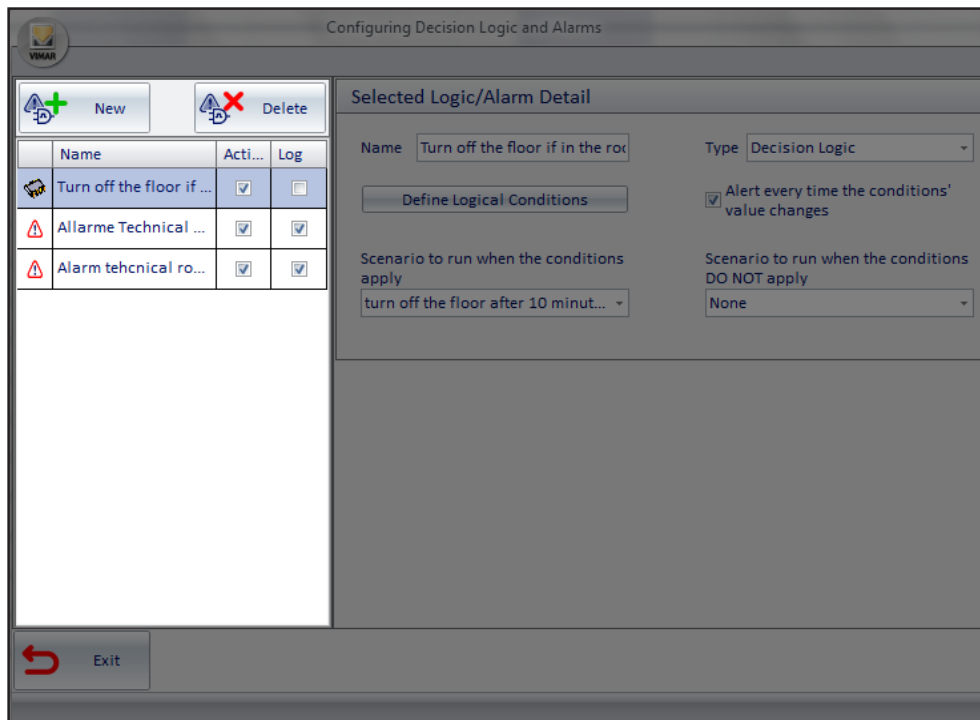 Configuring Decision Logic and Alarms
VIMAR
New
Delete
Name Acti... Log
Turn off the floor if ...
Allarme Technical ...
Alarm tehcnical ro...
Selected Logic/Alarm Detail
Name Turn off the floor if in the roo
Type Decision Logic
Define Logical Conditions
Alert every time the conditions'
value changes
Scenario to run when the conditions
apply
turn off the floor after 10 minut...
Scenario to run when the conditions
DO NOT apply
None
Exit